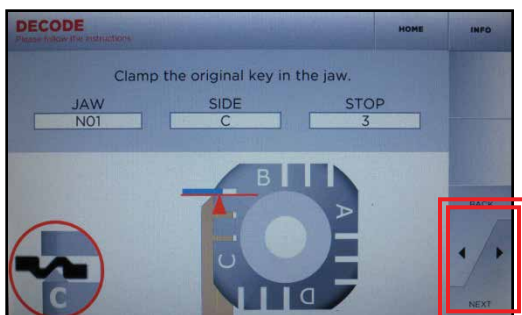 DECODE
Please follow the instructions
HOME
INFO
Clamp the original key in the jaw.
JAW
SIDE
STOP
N01
C
3
B
A
C
D
C
BACK
NEXT